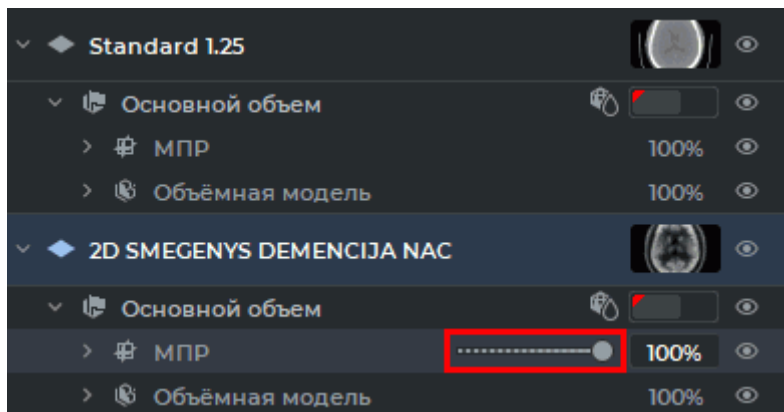 Standard 1.25
Основной объем
МПР 100%
Объёмная модель 100%
2D SMEGENYS DEMENCIJA NAC
Основной объем
МПР 100%
Объёмная модель 100%